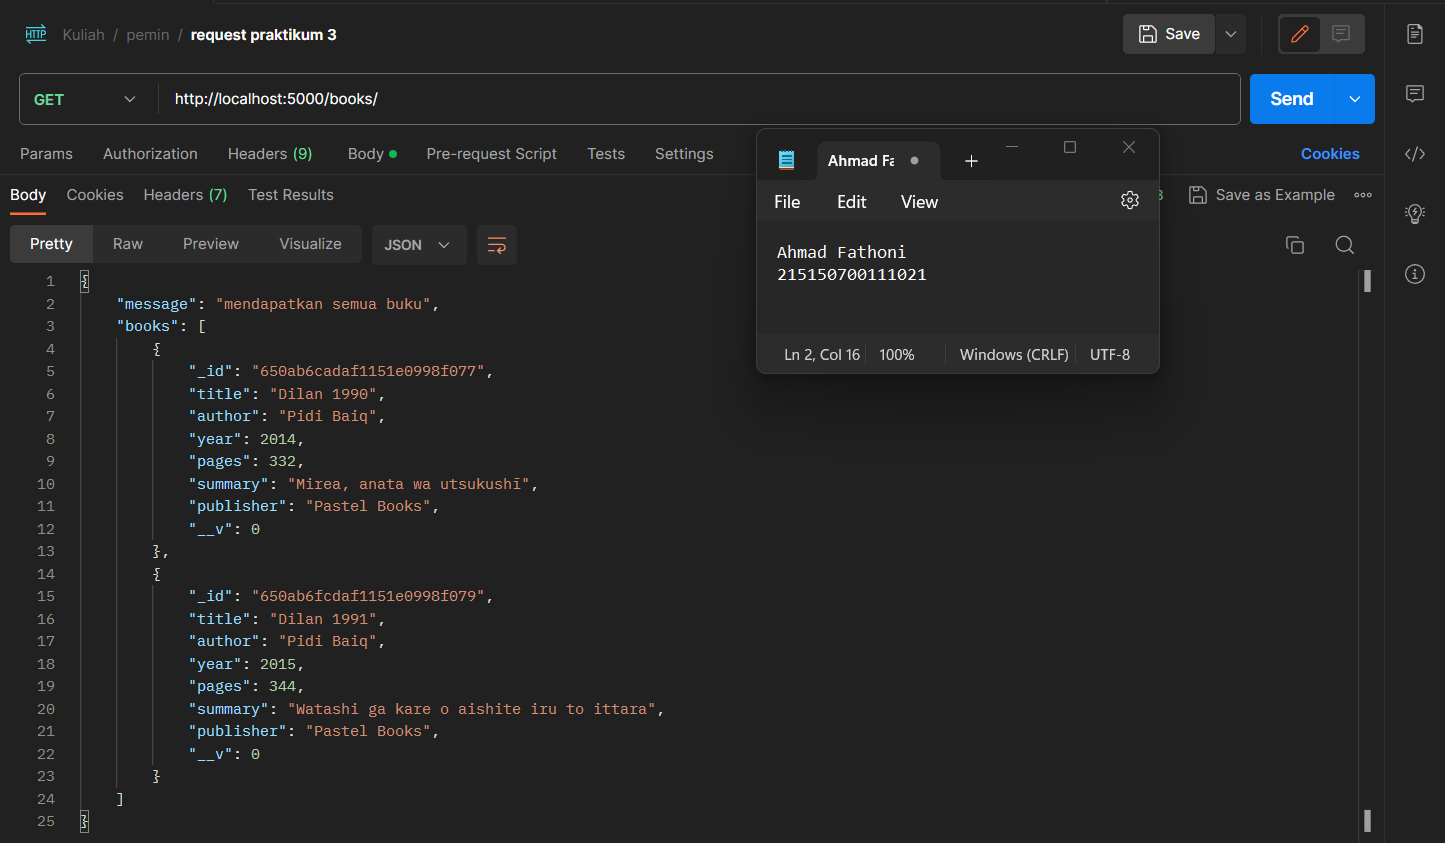 HTTP Kuliah / pemin / request praktikum 3 Save
GET http://localhost:5000/books/ Send
Params Authorization Headers (9) Body Pre-request Script Tests Settings Cookies
Body Cookies Headers (7) Test Results Save as Example
Pretty Raw Preview Visualize JSON
1 {
2 "message": "mendapatkan semua buku",
3 "books": [
4 {
5 "_id": "650ab6cadaf1151e0998f077",
6 "title": "Dilan 1990",
7 "author": "Pidi Baiq",
8 "year": 2014,
9 "pages": 332,
10 "summary": "Mirea, anata wa utsukushī",
11 "publisher": "Pastel Books",
12 "__v": 0
13 },
14 {
15 "_id": "650ab6fcdaf1151e0998f079",
16 "title": "Dilan 1991",
17 "author": "Pidi Baiq",
18 "year": 2015,
19 "pages": 344,
20 "summary": "Watashi ga kare o aishite iru to ittara",
21 "publisher": "Pastel Books",
22 "__v": 0
23 }
24 ]
25 }
Ahmad Fa
File Edit View
Ahmad Fathoni
215150700111021
Ln 2, Col 16 100% Windows (CRLF) UTF-8